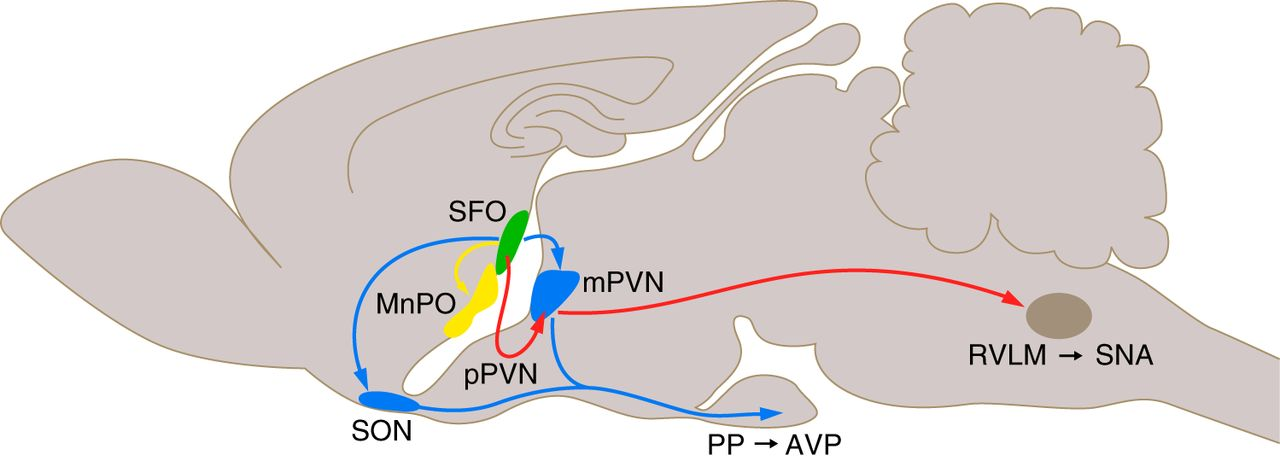 SFO
mPVN
MnPO
RVLM → SNA
pPVN
SON
PP → AVP